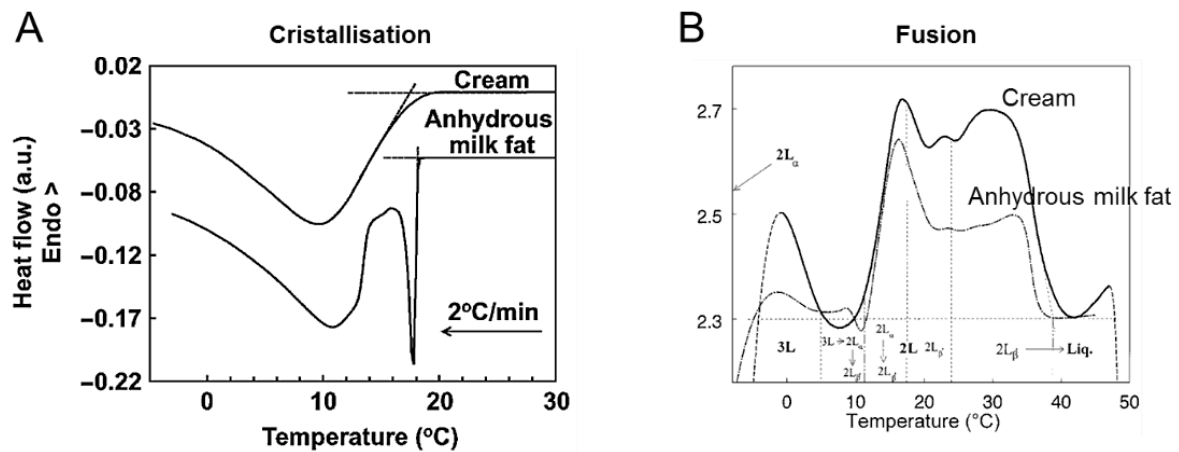 A
Cristallisation
0.02
−0.03
−0.08
−0.12
−0.17
−0.22
Heat flow (a.u.)
Endo >
Cream
Anhydrous
milk fat
2°C/min
0
10
20
30
Temperature (°C)
B
Fusion
2.7
2.5
2.3
2Lα
Cream
Anhydrous milk fat
3L
3L → 2Lα
2Lβ'
2Lα
2Lβ'
2L
2Lβ'
2Lβ'
Liq.
0
10
20
30
40
50
Temperature (°C)